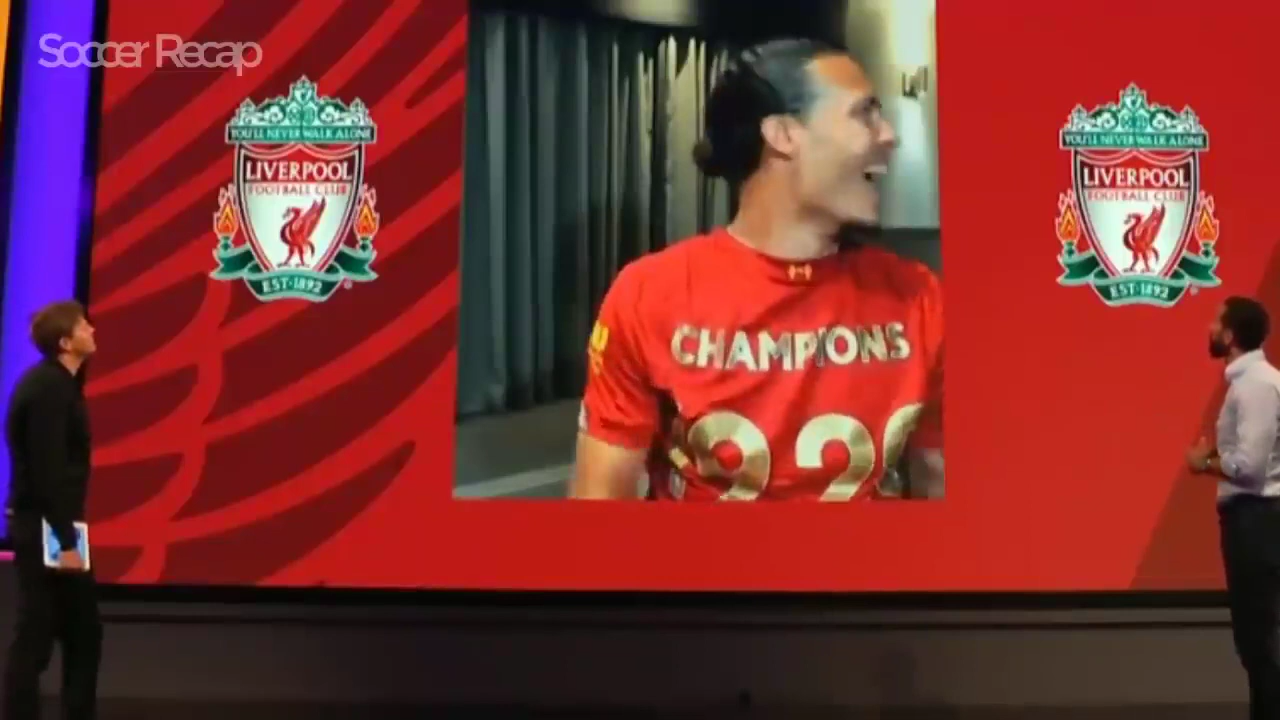 Soccer Recap
YOU'LL NEVER WALK ALONE
LIVERPOOL
FOOTBALL CLUB
EST·1892
CHAMPIONS
YOU'LL NEVER WALK ALONE
LIVERPOOL
FOOTBALL CLUB
EST·1892